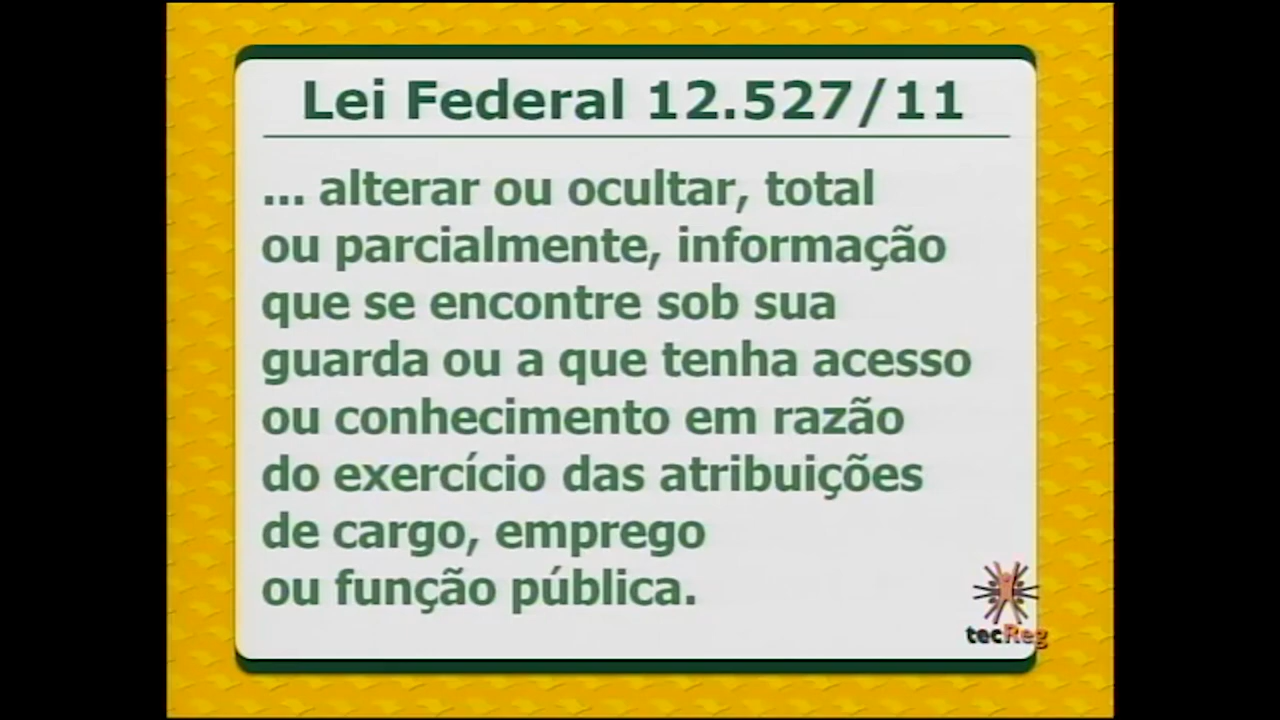 Lei Federal 12.527/11
... alterar ou ocultar, total
ou parcialmente, informação
que se encontre sob sua
guarda ou a que tenha acesso
ou conhecimento em razão
do exercício das atribuições
de cargo, emprego
ou função pública.
tecReg